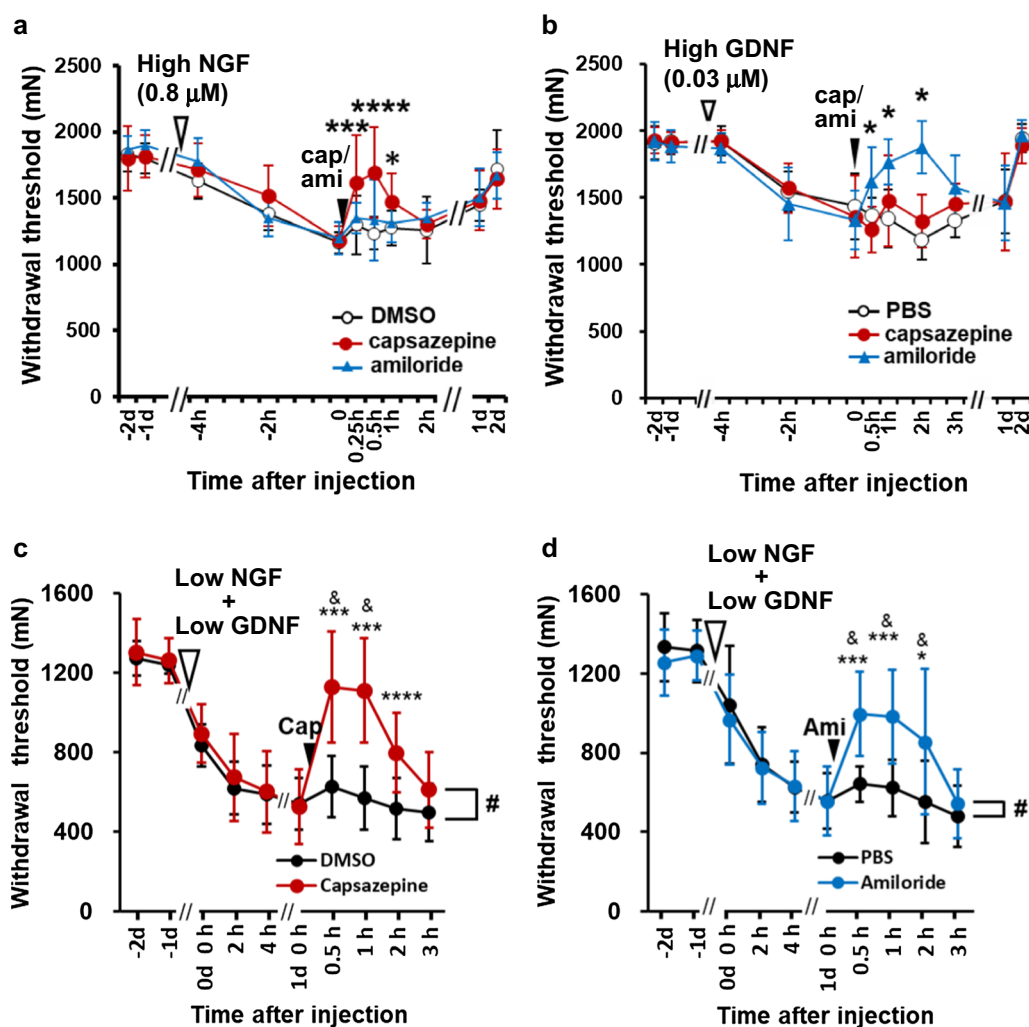 a
High NGF
(0.8 µM)
cap/
ami
***
****
*
Withdrawal threshold (mN)
2500
2000
1500
1000
500
0
DMSO
capsazepine
amiloride
-2d
-1d
//
-4h
-2h
0
0.25h
0.5h
1h
2h
//
1d
2d
Time after injection
b
High GDNF
(0.03 µM)
cap/
ami
*
*
*
Withdrawal threshold (mN)
2500
2000
1500
1000
500
0
PBS
capsazepine
amiloride
-2d
-1d
//
-4h
-2h
0
0.5h
1h
2h
3h
//
1d
2d
Time after injection
c
Low NGF
+
Low GDNF
Cap
&
***
&
***
****
#
Withdrawal threshold (mN)
1600
1200
800
400
0
DMSO
Capsazepine
-2d
-1d
//
0d 0 h
2 h
4 h
//
1d 0 h
0.5 h
1 h
2 h
3 h
Time after injection
d
Low NGF
+
Low GDNF
Ami
&
***
&
***
&
*
#
Withdrawal threshold (mN)
1600
1200
800
400
0
PBS
Amiloride
-2d
-1d
//
0d 0 h
2 h
4 h
//
1d 0 h
0.5 h
1 h
2 h
3 h
Time after injection